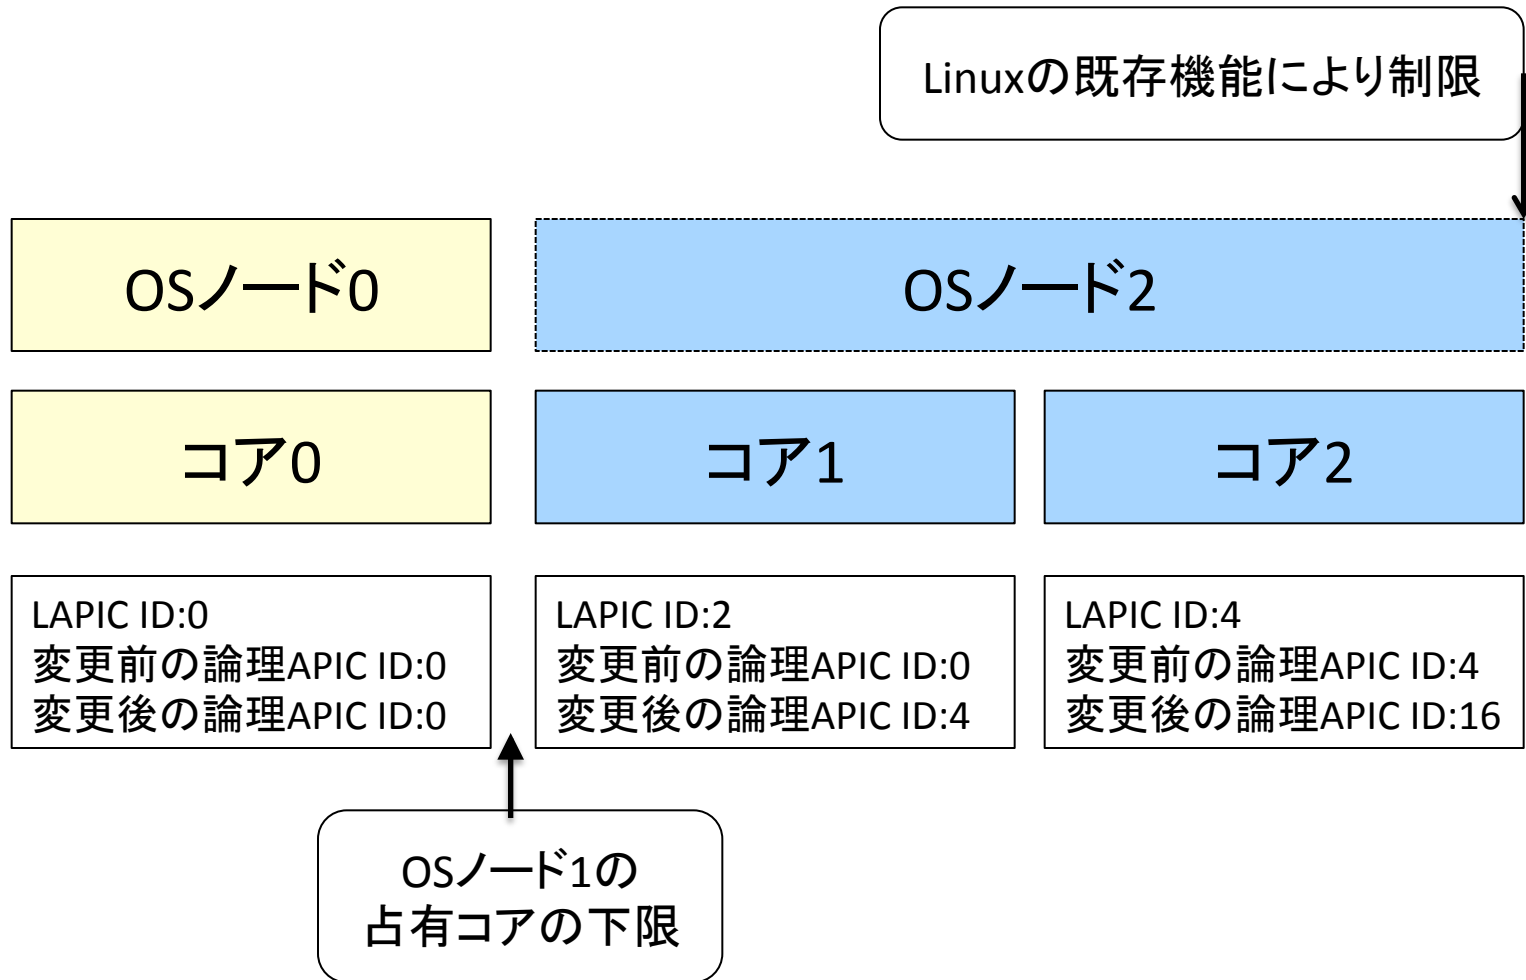 Linuxの既存機能により制限
OSノード0
OSノード2
コア0
コア1
コア2
LAPIC ID:0
変更前の論理APIC ID:0
変更後の論理APIC ID:0
LAPIC ID:2
変更前の論理APIC ID:0
変更後の論理APIC ID:4
LAPIC ID:4
変更前の論理APIC ID:4
変更後の論理APIC ID:16
OSノード1の
占有コアの下限